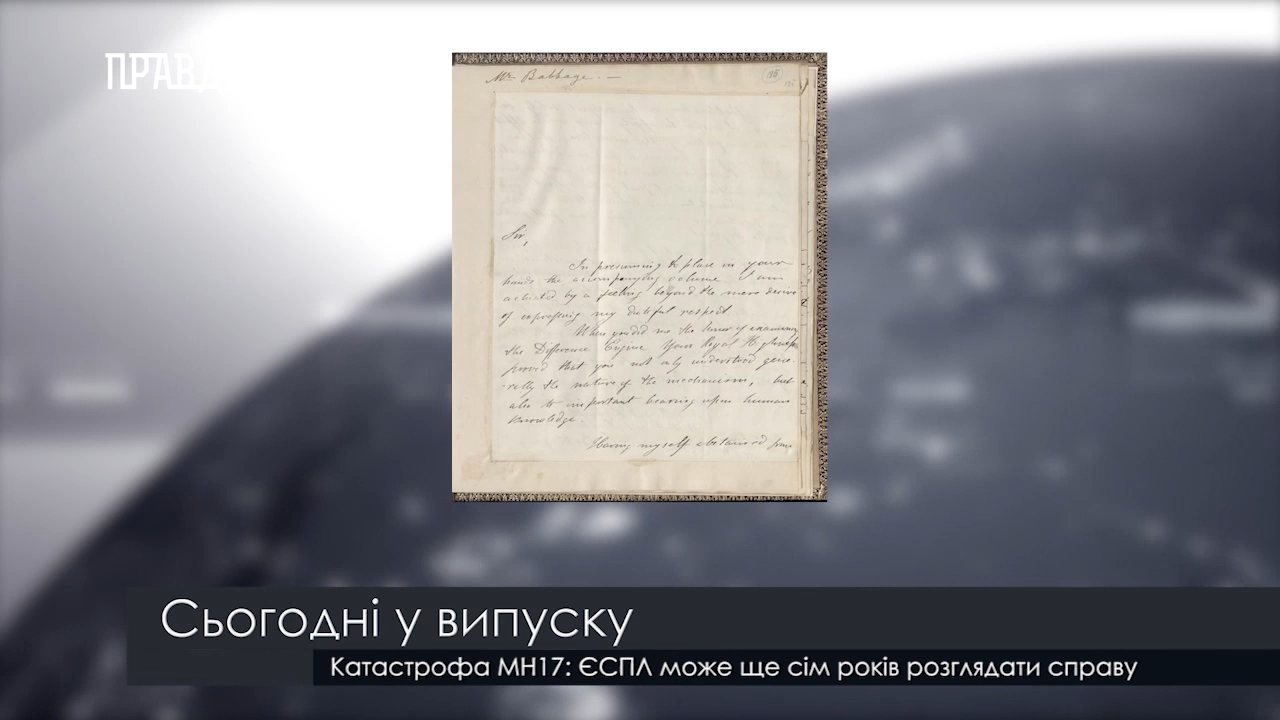 ПРАВД
Mr Babbage. —
186
Sir,
In presuming to place in your
hands the accompanying volume I am
actuated by a feeling beyond the mere desire
of expressing my dutiful respect
When you did me the honor of examining
the Difference Engine Your Royal Highness
proved that you not only understood gene-
-rally the nature of the mechanism, but
also its important bearing upon human
knowledge.
Having myself abstained from
Сьогодні у випуску
Катастрофа МН17: ЄСПЛ може ще сім років розглядати справу